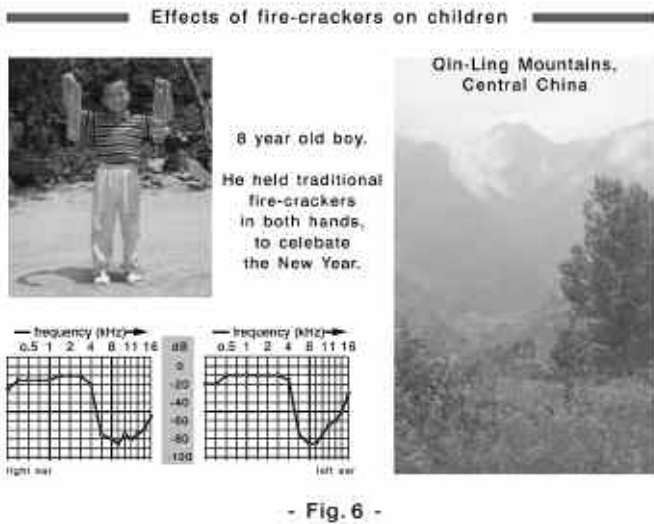 Effects of fire-crackers on children
Qin-Ling Mountains,
Central China
8 year old boy.
He held traditional
fire-crackers
in both hands,
to celebate
the New Year.
frequency (kHz)
0.5 1 2 4 8 11 16
dB
frequency (kHz)
0.5 1 2 4 8 11 16
0
-20
-40
-60
-80
100
right ear
left ear
- Fig. 6 -